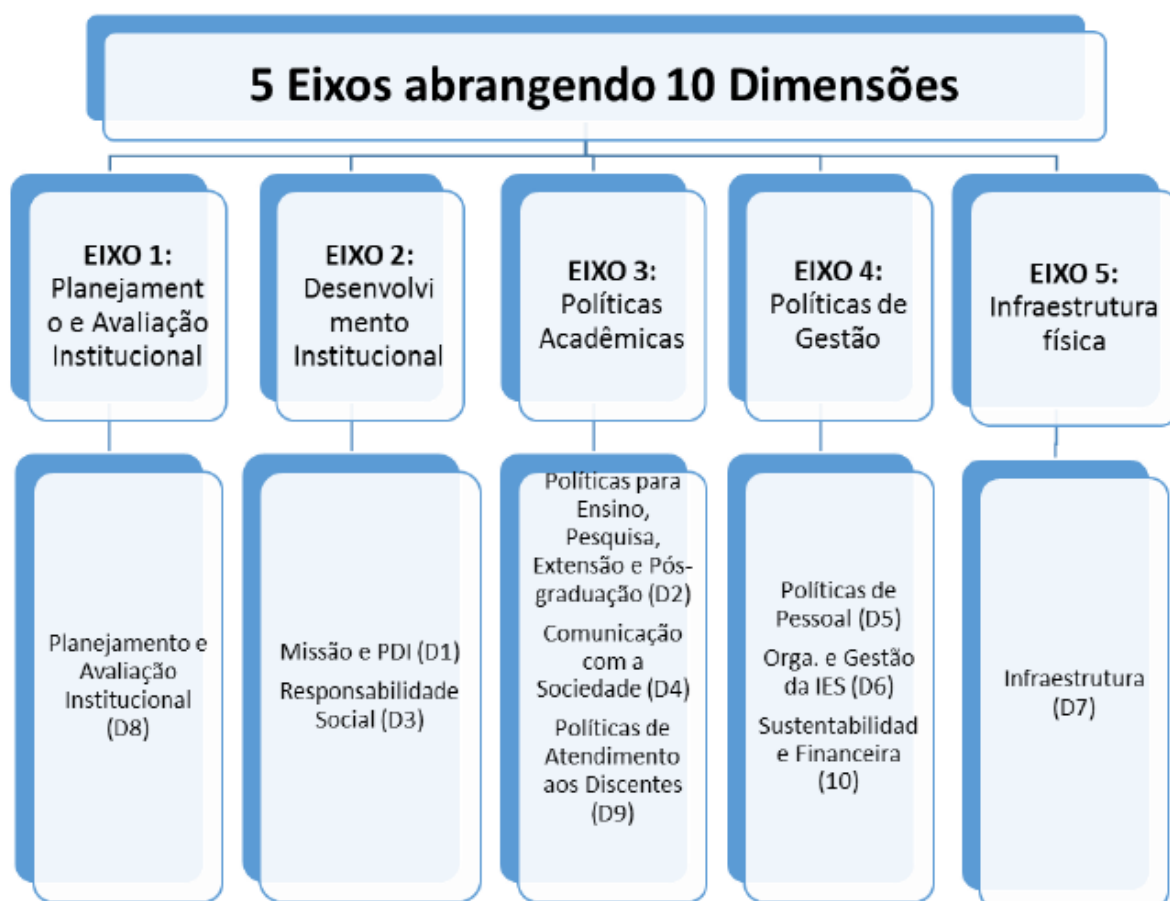 5 Eixos abrangendo 10 Dimensões
EIXO 1:
Planejament
o e Avaliação
Institucional
EIXO 2:
Desenvolvi
mento
Institucional
EIXO 3:
Políticas
Acadêmicas
EIXO 4:
Políticas de
Gestão
EIXO 5:
Infraestrutura
física
Planejamento e
Avaliação
Institucional
(D8)
Missão e PDI (D1)
Responsabilidade
Social (D3)
Políticas para
Ensino,
Pesquisa,
Extensão e Pós-
graduação (D2)
Comunicação
com a
Sociedade (D4)
Políticas de
Atendimento
aos Discentes
(D9)
Políticas de
Pessoal (D5)
Orga. e Gestão
da IES (D6)
Sustentabilidad
e Financeira
(10)
Infraestrutura
(D7)